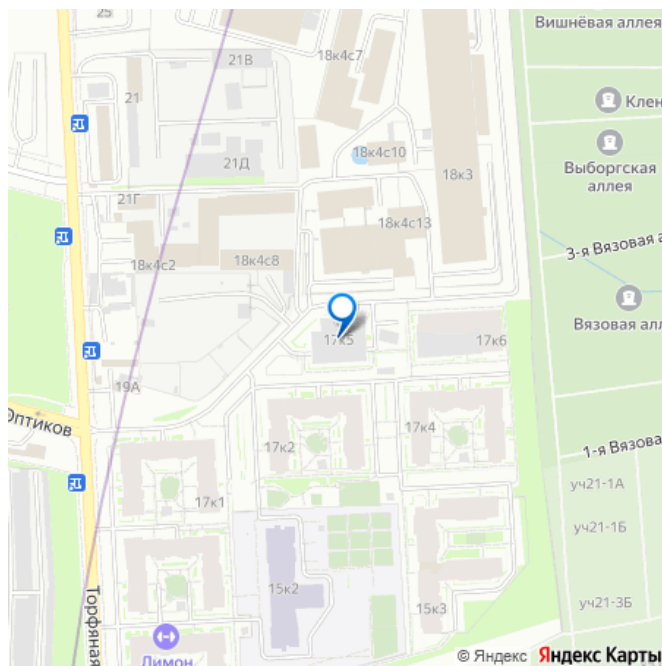 25
Вишнёвая аллея
21В
18к4с7
21
Клен
18к4с10
21Д
Выборгская
аллея
18к3
21Г
18к4с13
3-я Вязовая а
18к4с2
18к4с8
Вязовая алл
17к5
17к6
19А
Оптиков
17к2
17к4
1-я Вязова
уч21-1А
17к1
уч21-1Б
15к2
15к3
уч21-3Б
Торфяная
Лимон
© Яндекс Яндекс Карты